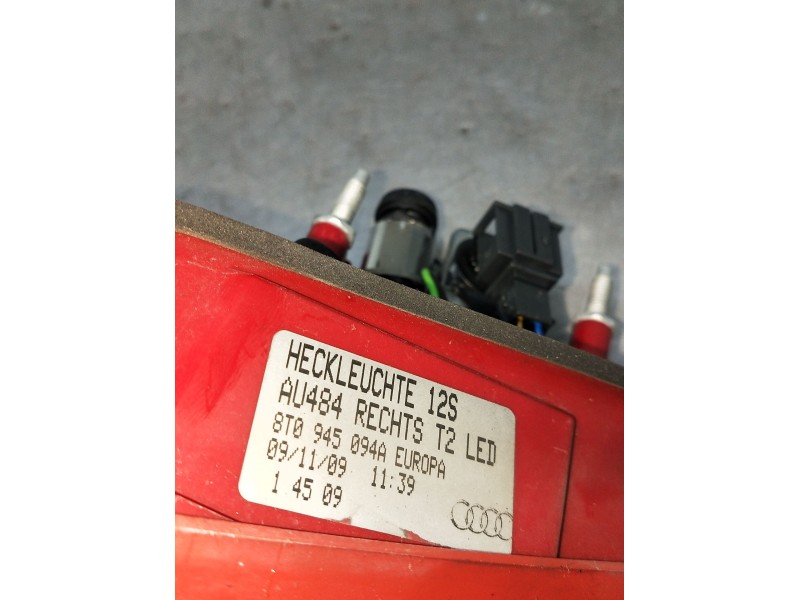 HECKLEUCHTE 12S
AU484 RECHTS T2 LED
8T0 945 094A EUROPA
09/11/09 11:39
1 45 09